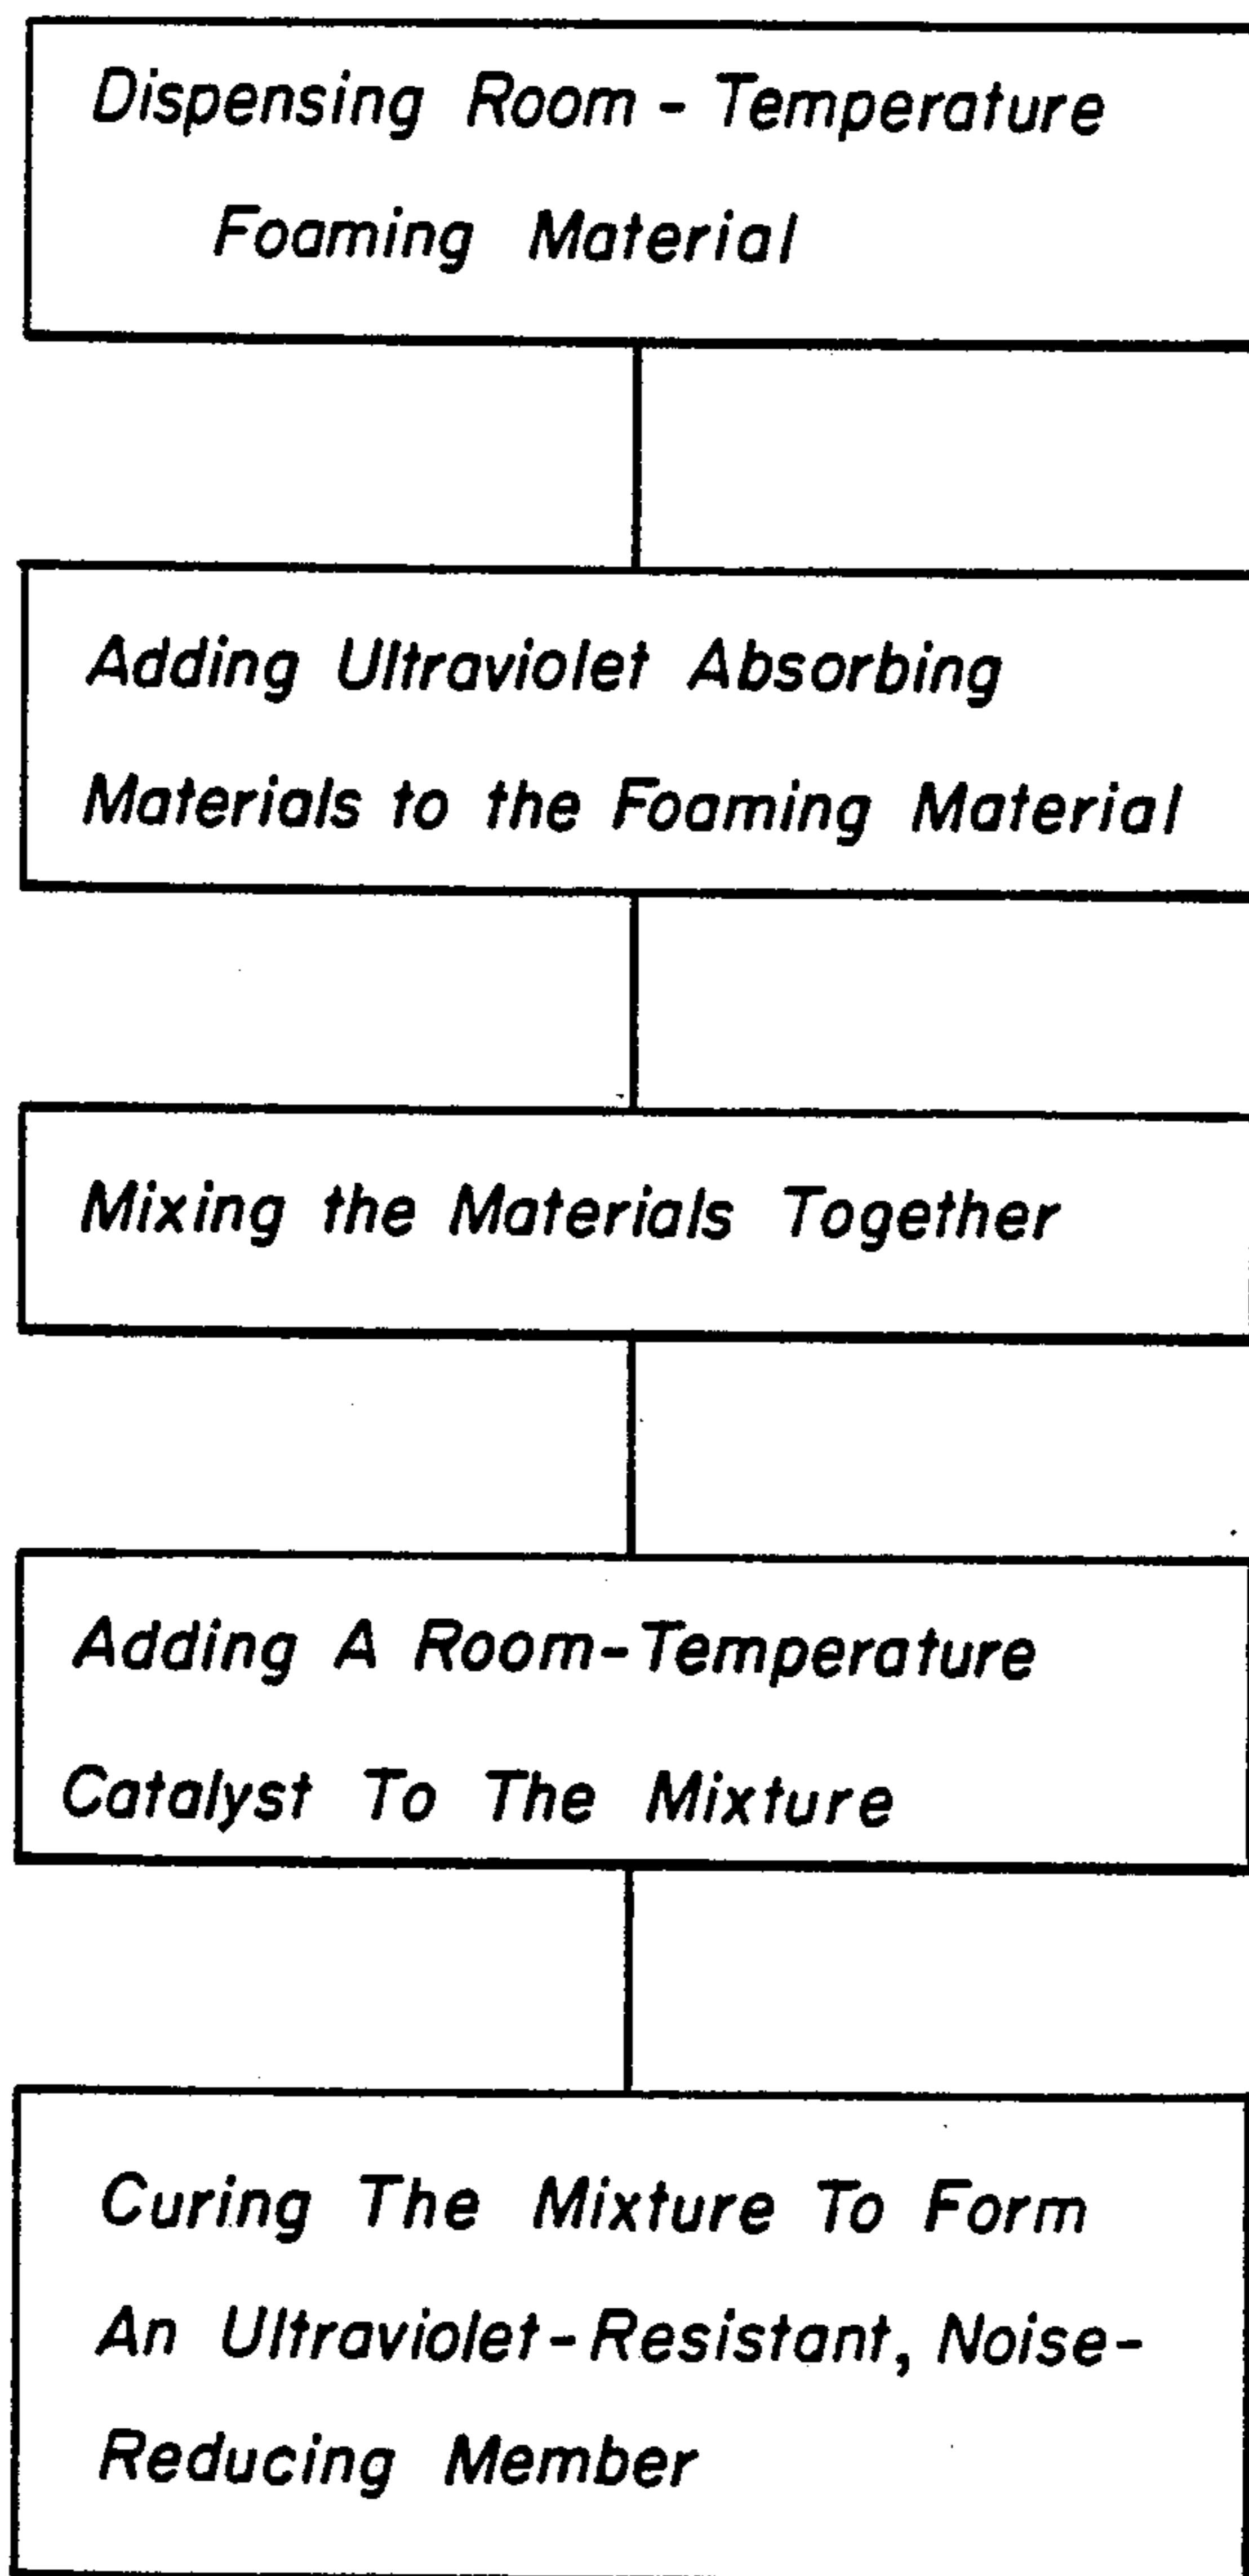 Dispensing Room - Temperature
Foaming Material
Adding Ultraviolet Absorbing
Materials to the Foaming Material
Mixing the Materials Together
Adding A Room-Temperature
Catalyst To The Mixture
Curing The Mixture To Form
An Ultraviolet-Resistant, Noise-
Reducing Member